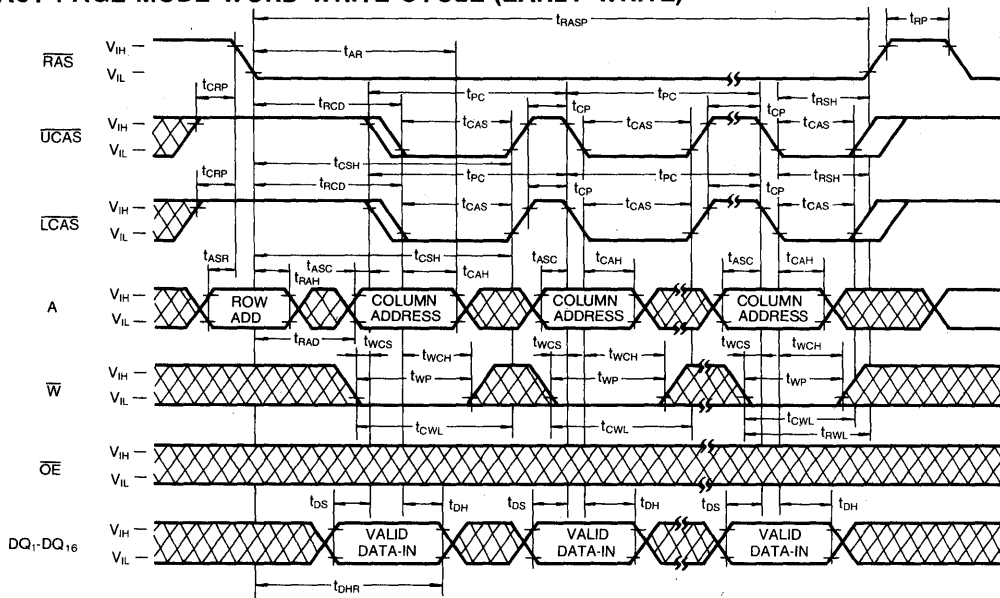 FAST PAGE MODE WORD WRITE CYCLE (EARLY WRITE)
tRASP
tRP
tAR
RAS
VIH
VIL
tCRP
tRCD
tPC
tPC
tCP
tCP
tRSH
UCAS
VIH
VIL
tCAS
tCAS
tCAS
tCSH
tCRP
tRCD
tPC
tPC
tCP
tCP
tRSH
LCAS
VIH
VIL
tCAS
tCAS
tCAS
tCSH
tASR
tRAH
tASC
tCAH
tASC
tCAH
tASC
tCAH
A
VIH
VIL
ROW ADD
COLUMN ADDRESS
COLUMN ADDRESS
COLUMN ADDRESS
tRAD
tWCS
tWCH
tWCS
tWCH
tWCS
tWCH
W
VIH
VIL
tWP
tWP
tWP
tCWL
tCWL
tCWL
tRWL
OE
VIH
VIL
tDS
tDH
tDS
tDH
tDS
tDH
DQ1-DQ16
VIH
VIL
VALID DATA-IN
VALID DATA-IN
VALID DATA-IN
tDHR